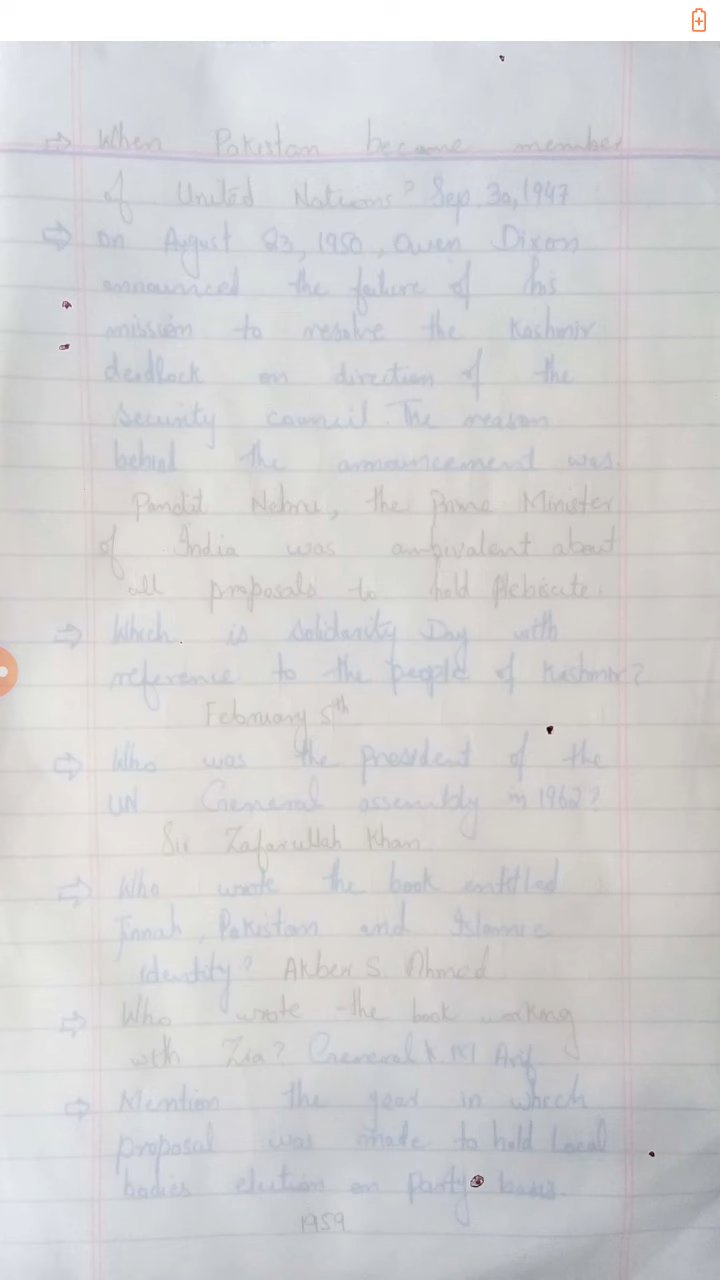 ⇒ When Pakistan became member
of United Nations? Sep. 30, 1947
⇒ On August 23, 1950, Owen Dixon
announced the failure of his
mission to resolve the Kashmir
deadlock on direction of the
Security council. The reason
behind the announcement was.
Pandit Nehru, the Prime Minister
of India was ambivalent about
all proposals to hold Plebicite.
⇒ Which is Solidarity Day with
reference to the people of Kashmir?
February 5th
⇒ Who was the president of the
UN General assembly in 1962?
Sir Zafarullah Khan
⇒ Who wrote the book entitled
Jinnah, Pakistan and Islamic
identity? Akber S. Ahmed
⇒ Who wrote the book working
with Zia? General K.M Arif
⇒ Mention the year in which
proposal was made to hold Local
bodies election on Party basis.
1959